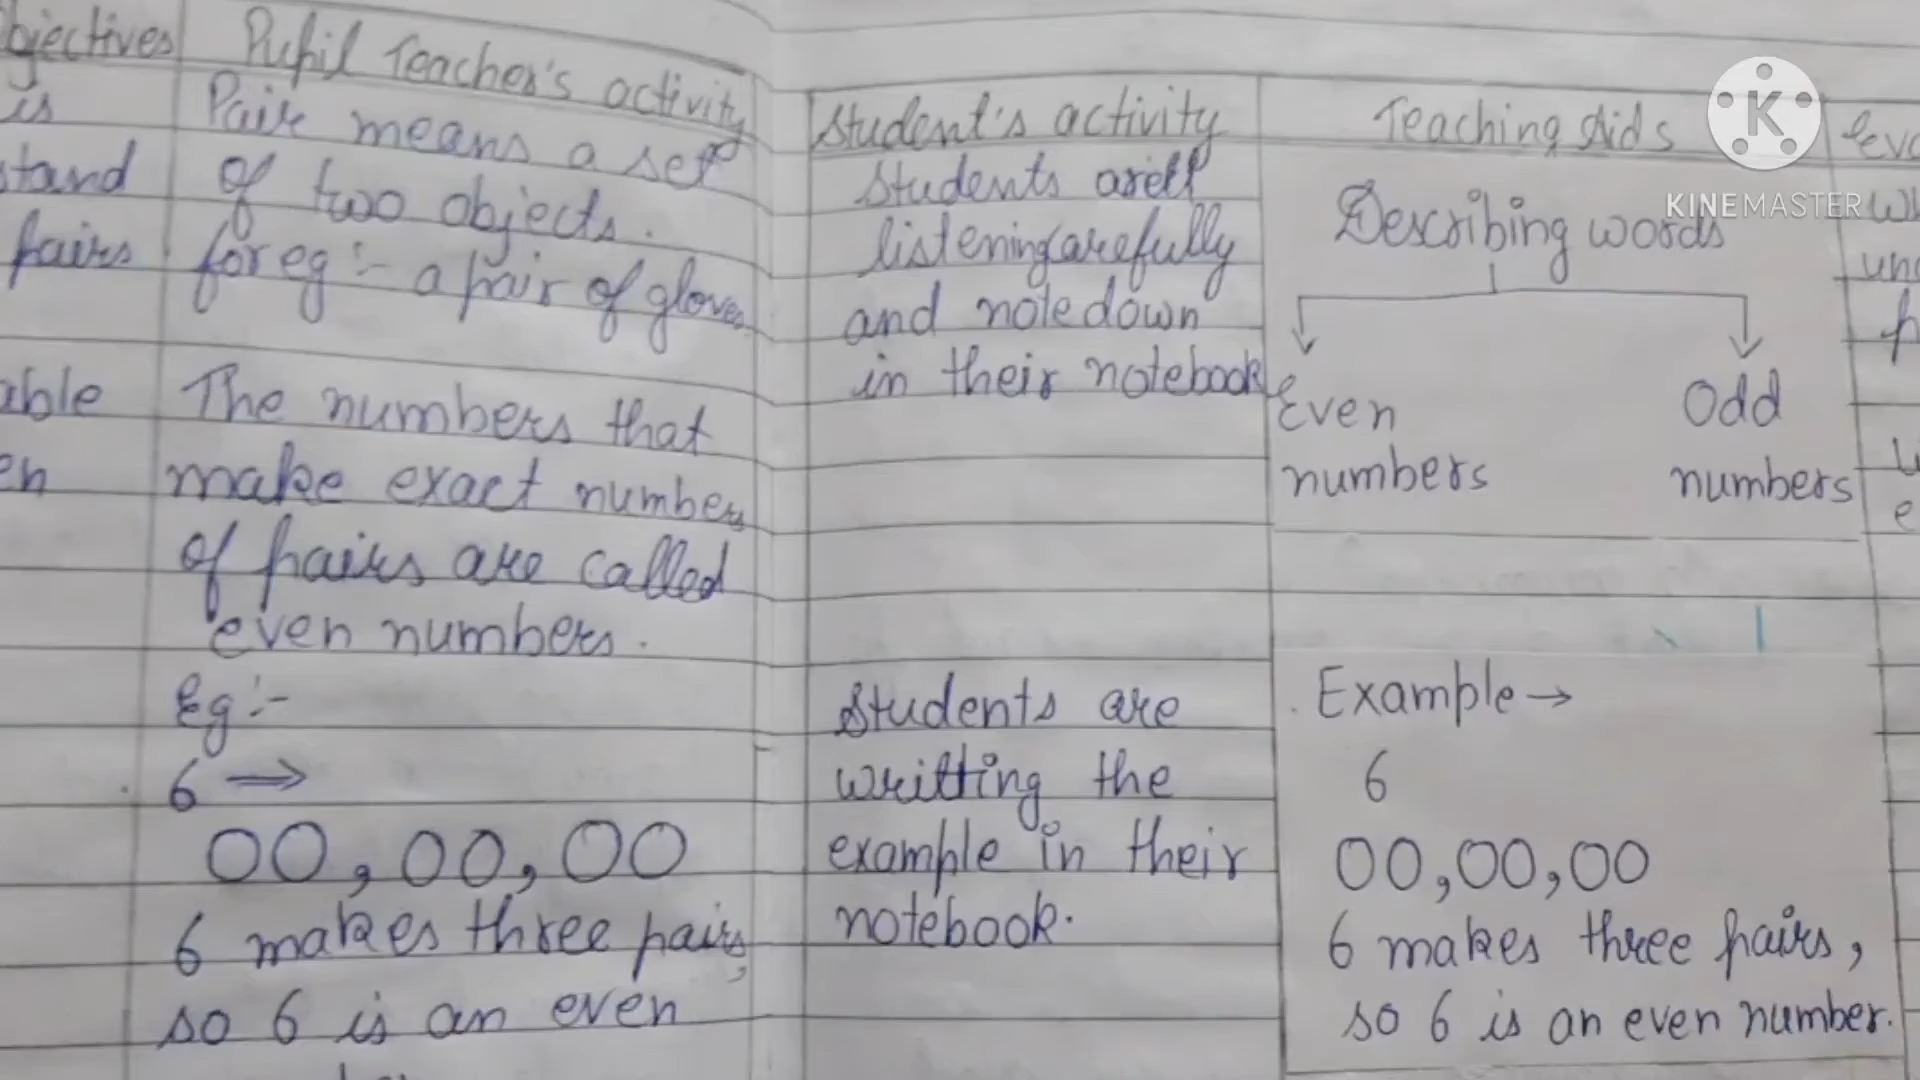 bjectives
is
stand
pairs
able
en
Pupil Teacher's activity
Pair means a set
of two objects.
for eg :- a pair of gloves
The numbers that
make exact numbers
of pairs are called
even numbers.
Eg :-
6 →
OO, OO, OO
6 makes three pairs,
so 6 is an even
Student's activity
Students are
listening carefully
and note down
in their notebook
Students are
writting the
example in their
notebook.
Teaching Aids
Describing words
Even
numbers
Odd
numbers
Example →
6
OO, OO, OO
6 makes three pairs,
so 6 is an even number.
K
KINEMASTER
eva
un
e